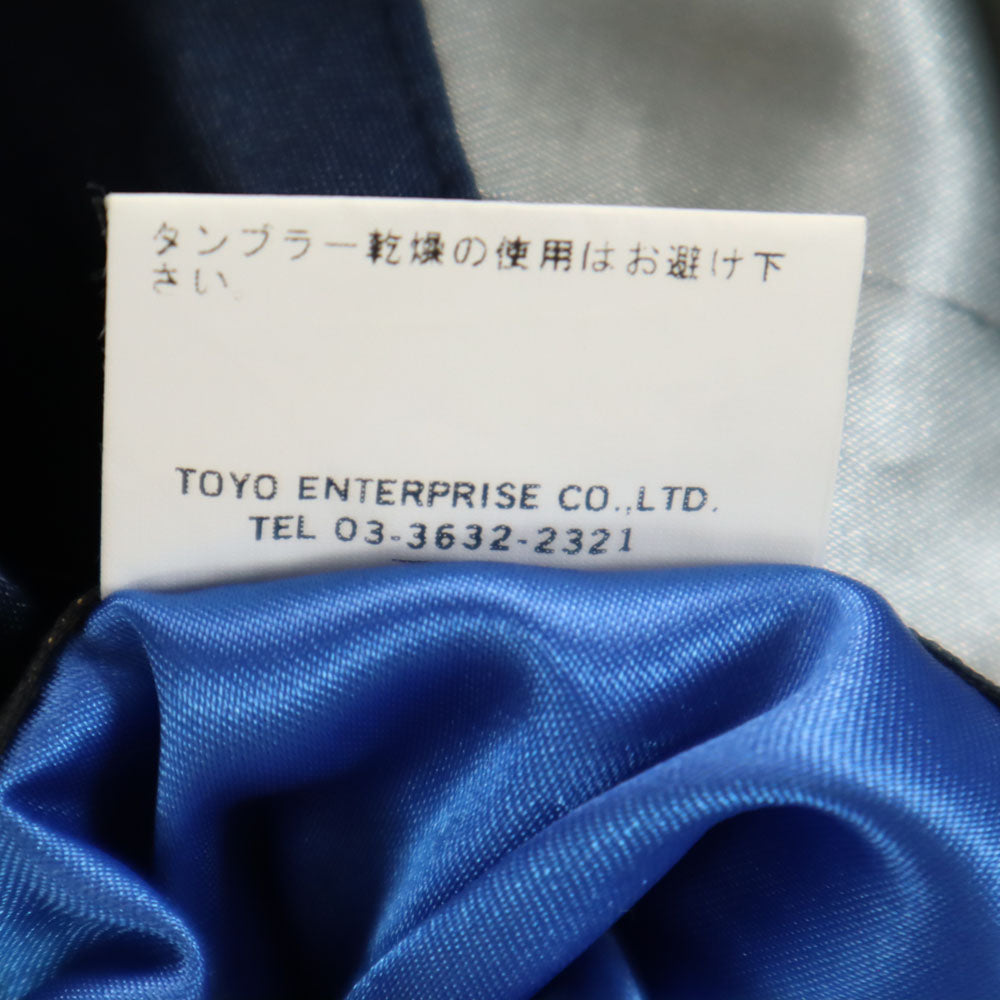 タンブラー乾燥の使用はお避け下
さい。
TOYO ENTERPRISE CO.,LTD.
TEL 03-3632-2321